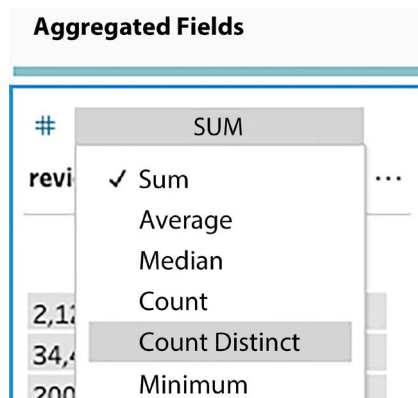 Aggregated Fields
# SUM
✓ Sum
Average
Median
Count
Count Distinct
Minimum